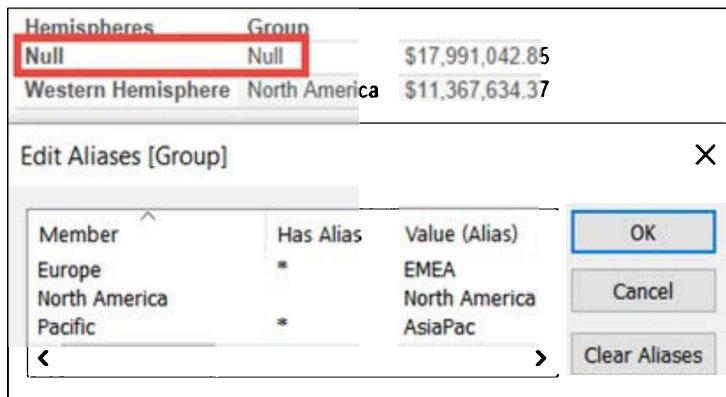 Hemispheres Group
Null Null $17,991,042.85
Western Hemisphere North America $11,367,634.37
Edit Aliases [Group]
Member Has Alias Value (Alias) OK
Europe * EMEA
North America North America Cancel
Pacific * AsiaPac
Clear Aliases